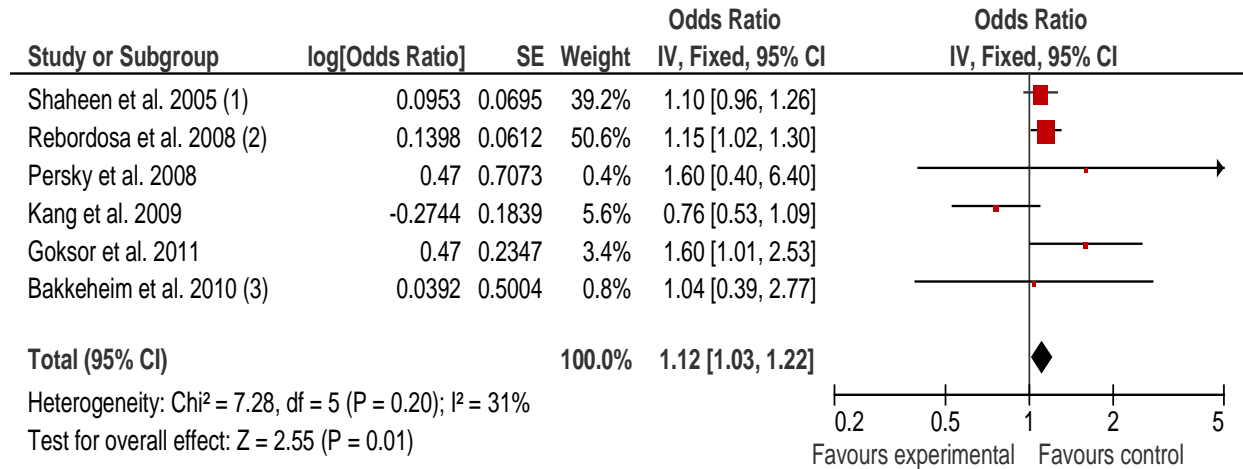 Odds Ratio Odds Ratio
Study or Subgroup log[Odds Ratio] SE Weight IV, Fixed, 95% CI IV, Fixed, 95% CI
Shaheen et al. 2005 (1) 0.0953 0.0695 39.2% 1.10 [0.96, 1.26]
Rebordosa et al. 2008 (2) 0.1398 0.0612 50.6% 1.15 [1.02, 1.30]
Persky et al. 2008 0.47 0.7073 0.4% 1.60 [0.40, 6.40]
Kang et al. 2009 -0.2744 0.1839 5.6% 0.76 [0.53, 1.09]
Goksor et al. 2011 0.47 0.2347 3.4% 1.60 [1.01, 2.53]
Bakkeheim et al. 2010 (3) 0.0392 0.5004 0.8% 1.04 [0.39, 2.77]
Total (95% CI) 100.0% 1.12 [1.03, 1.22]
Heterogeneity: Chi² = 7.28, df = 5 (P = 0.20); I² = 31%
Test for overall effect: Z = 2.55 (P = 0.01)
0.2 0.5 1 2 5
Favours experimental Favours control